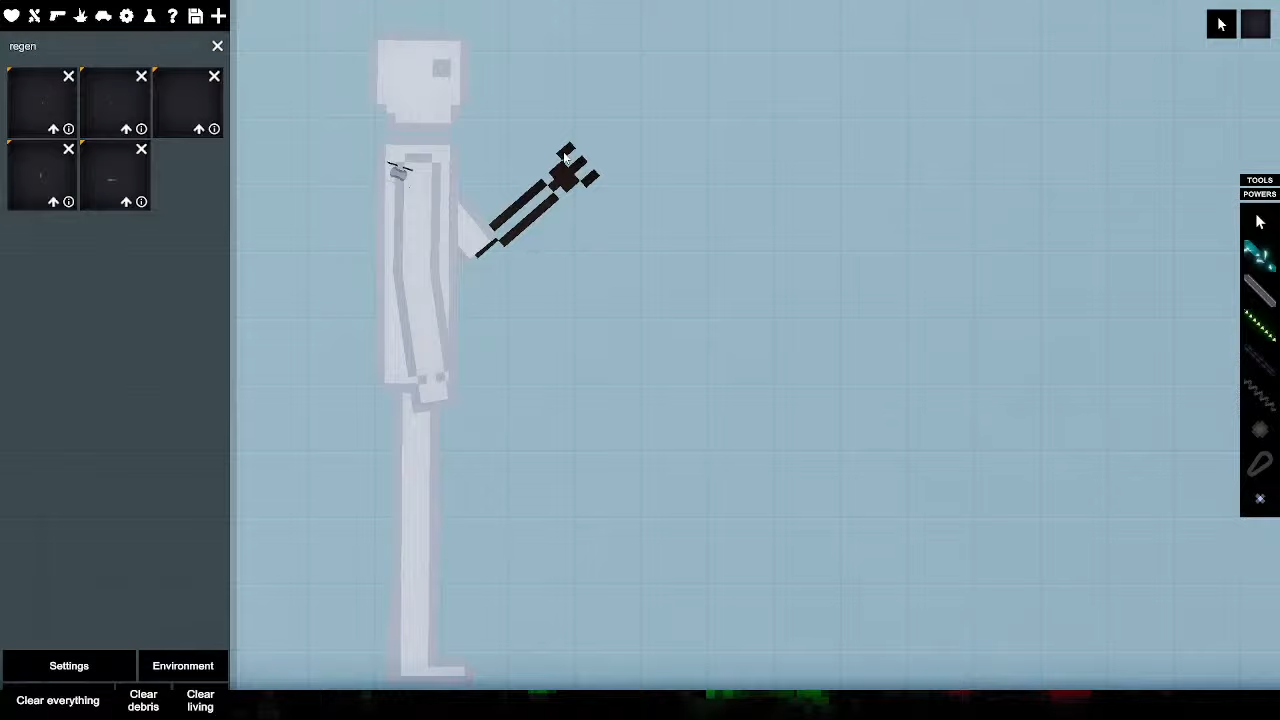 regen
TOOLS
POWERS
Settings
Environment
Clear everything
Clear
debris
Clear
living